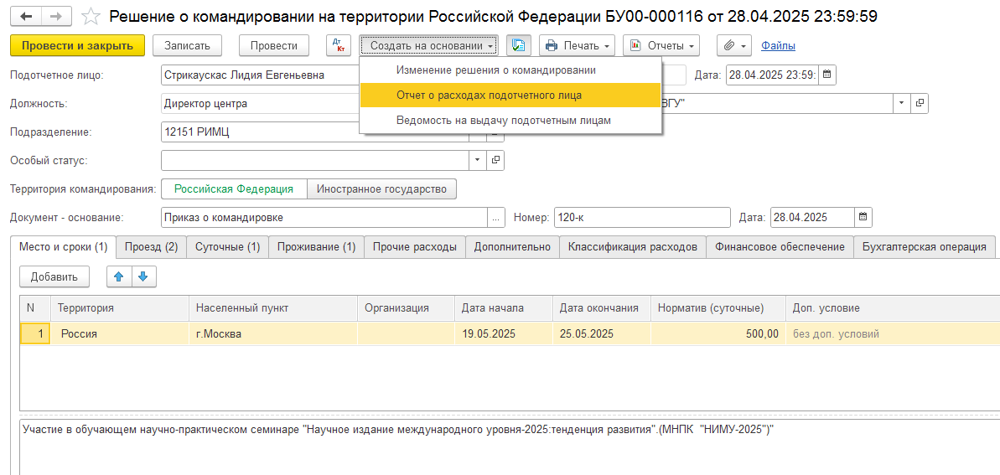 Решение о командировании на территории Российской Федерации БУ00-000116 от 28.04.2025 23:59:59
Провести и закрыть Записать Провести Дт Кт Создать на основании Печать Отчеты Файлы
Изменение решения о командировании
Отчет о расходах подотчетного лица
Ведомость на выдачу подотчетным лицам
Подотчетное лицо: Стрикаускас Лидия Евгеньевна Дата: 28.04.2025 23:59:
Должность: Директор центра ВГУ"
Подразделение: 12151 РИМЦ
Особый статус:
Территория командирования: Российская Федерация Иностранное государство
Документ - основание: Приказ о командировке ... Номер: 120-к Дата: 28.04.2025
Место и сроки (1) Проезд (2) Суточные (1) Проживание (1) Прочие расходы Дополнительно Классификация расходов Финансовое обеспечение Бухгалтерская операция
Добавить
N Территория Населенный пункт Организация Дата начала Дата окончания Норматив (суточные) Доп. условие
1 Россия г.Москва 19.05.2025 25.05.2025 500,00 без доп. условий
Участие в обучающем научно-практическом семинаре "Научное издание международного уровня-2025:тенденция развития".(МНПК "НИМУ-2025")"